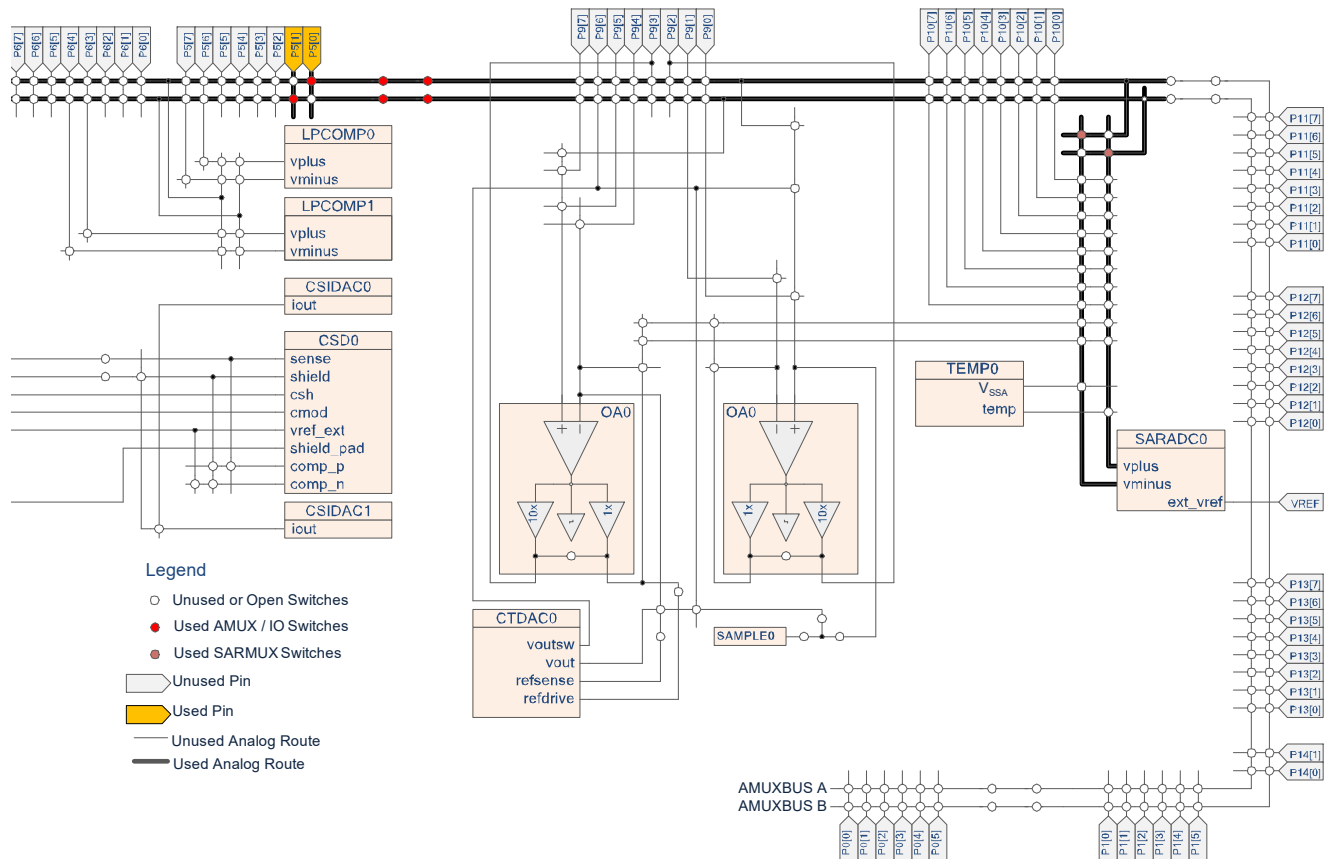 P6[7]
P6[6]
P6[5]
P6[4]
P6[3]
P6[2]
P6[1]
P6[0]
P5[7]
P5[6]
P5[5]
P5[4]
P5[3]
P5[2]
P5[1]
P5[0]
P9[7]
P9[6]
P9[5]
P9[4]
P9[3]
P9[2]
P9[1]
P9[0]
P10[7]
P10[6]
P10[5]
P10[4]
P10[3]
P10[2]
P10[1]
P10[0]
P11[7]
P11[6]
P11[5]
P11[4]
P11[3]
P11[2]
P11[1]
P11[0]
LPCOMP0
vplus
vminus
LPCOMP1
vplus
vminus
CSIDAC0
iout
CSD0
sense
shield
csh
cmod
vref_ext
shield_pad
comp_p
comp_n
CSIDAC1
iout
P12[7]
P12[6]
P12[5]
P12[4]
P12[3]
P12[2]
P12[1]
P12[0]
TEMP0
VSSA
temp
OA0
+
−
10x
1x
OA0
−
+
1x
10x
SARADC0
vplus
vminus
ext_vref
VREF
Legend
Unused or Open Switches
Used AMUX / IO Switches
Used SARMUX Switches
Unused Pin
Used Pin
Unused Analog Route
Used Analog Route
CTDAC0
voutsw
vout
refsense
refdrive
SAMPLE0
P13[7]
P13[6]
P13[5]
P13[4]
P13[3]
P13[2]
P13[1]
P13[0]
P14[1]
P14[0]
AMUXBUS A
AMUXBUS B
P0[0]
P0[1]
P0[2]
P0[3]
P0[4]
P0[5]
P1[0]
P1[1]
P1[2]
P1[3]
P1[4]
P1[5]